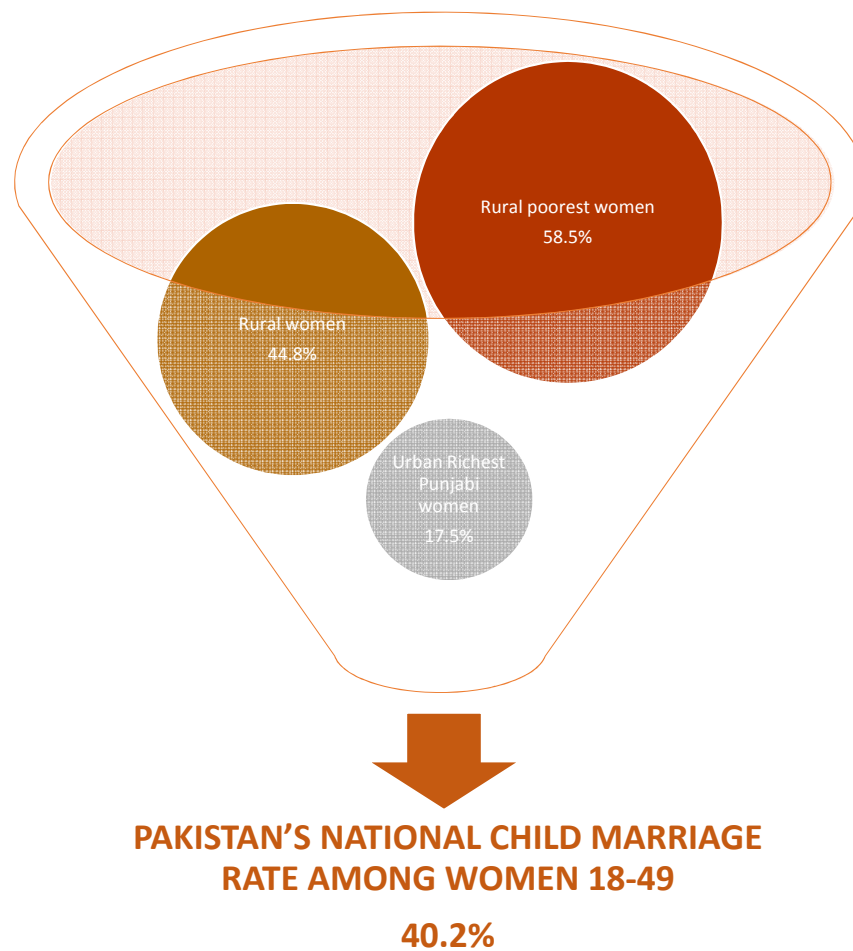 Rural poorest women
58.5%
Rural women
44.8%
Urban Richest
Punjabi
women
17.5%
PAKISTAN’S NATIONAL CHILD MARRIAGE
RATE AMONG WOMEN 18-49
40.2%